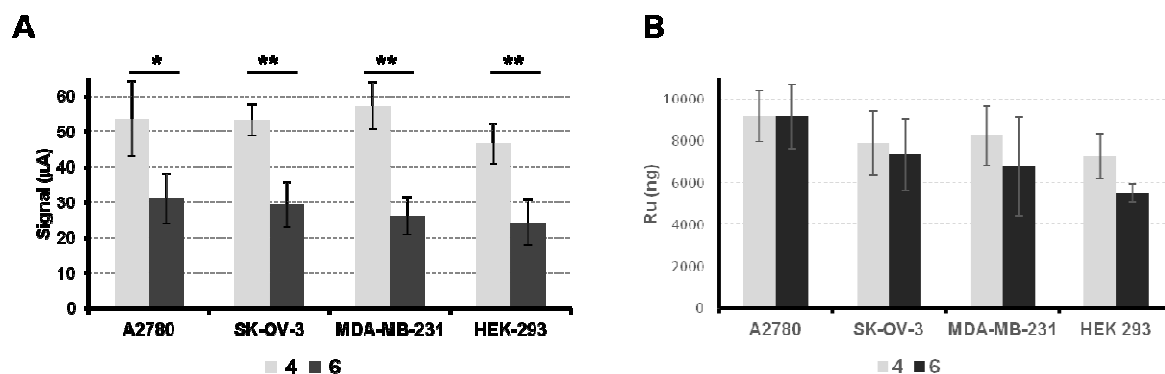 A
* ** ** **
60
50
40
30
20
10
0
Signal (µA)
A2780 SK-OV-3 MDA-MB-231 HEK-293
4 6
B
10000
8000
6000
4000
2000
0
Ru (ng)
A2780 SK-OV-3 MDA-MB-231 HEK 293
4 6